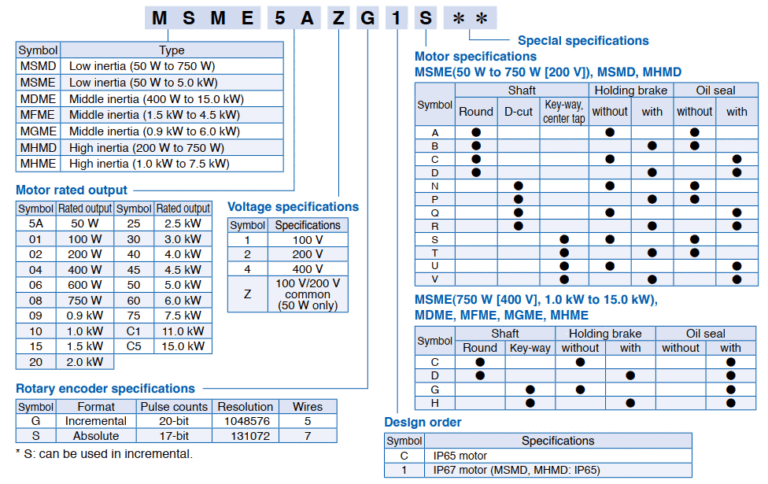 M S M E 5 A Z G 1 S * *
Special specifications
Symbol Type
MSMD Low inertia (50 W to 750 W)
MSME Low inertia (50 W to 5.0 kW)
MDME Middle inertia (400 W to 15.0 kW)
MFME Middle inertia (1.5 kW to 4.5 kW)
MGME Middle inertia (0.9 kW to 6.0 kW)
MHMD High inertia (200 W to 750 W)
MHME High inertia (1.0 kW to 7.5 kW)
Motor rated output
Symbol Rated output Symbol Rated output
5A 50 W 25 2.5 kW
01 100 W 30 3.0 kW
02 200 W 40 4.0 kW
04 400 W 45 4.5 kW
06 600 W 50 5.0 kW
08 750 W 60 6.0 kW
09 0.9 kW 75 7.5 kW
10 1.0 kW C1 11.0 kW
15 1.5 kW C5 15.0 kW
20 2.0 kW
Voltage specifications
Symbol Specifications
1 100 V
2 200 V
4 400 V
Z 100 V/200 V
common
(50 W only)
Rotary encoder specifications
Symbol Format Pulse counts Resolution Wires
G Incremental 20-bit 1048576 5
S Absolute 17-bit 131072 7
* S: can be used in incremental.
Motor specifications
MSME(50 W to 750 W [200 V]), MSMD, MHMD
Symbol Shaft Holding brake Oil seal
Round D-cut Key-way, center tap without with without with
A ● ● ●
B ● ● ●
C ● ● ●
D ● ● ●
N ● ● ●
P ● ● ●
Q ● ● ●
R ● ● ●
S ● ● ●
T ● ● ●
U ● ● ●
V ● ● ●
MSME(750 W [400 V], 1.0 kW to 15.0 kW),
MDME, MFME, MGME, MHME
Symbol Shaft Holding brake Oil seal
Round Key-way without with without with
C ● ● ●
D ● ● ●
G ● ● ●
H ● ● ●
Design order
Symbol Specifications
C IP65 motor
1 IP67 motor (MSMD, MHMD: IP65)